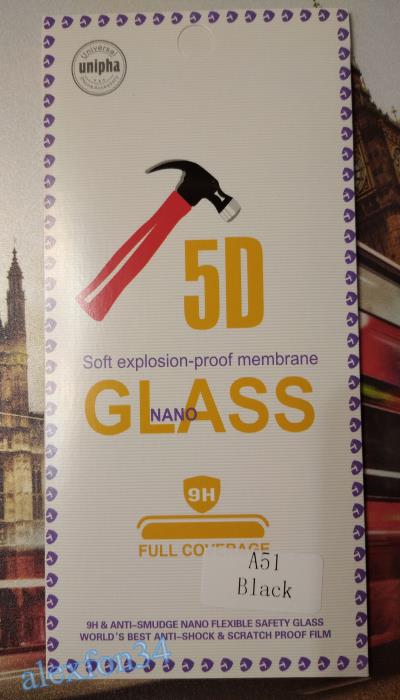 Universal
unipha
5D
Soft explosion-proof membrane
GLASS
NANO
9H
FULL COVERAGE
A51
Black
9H & ANTI-SMUDGE NANO FLEXIBLE SAFETY GLASS
WORLD'S BEST ANTI-SHOCK & SCRATCH PROOF FILM
alexfon34